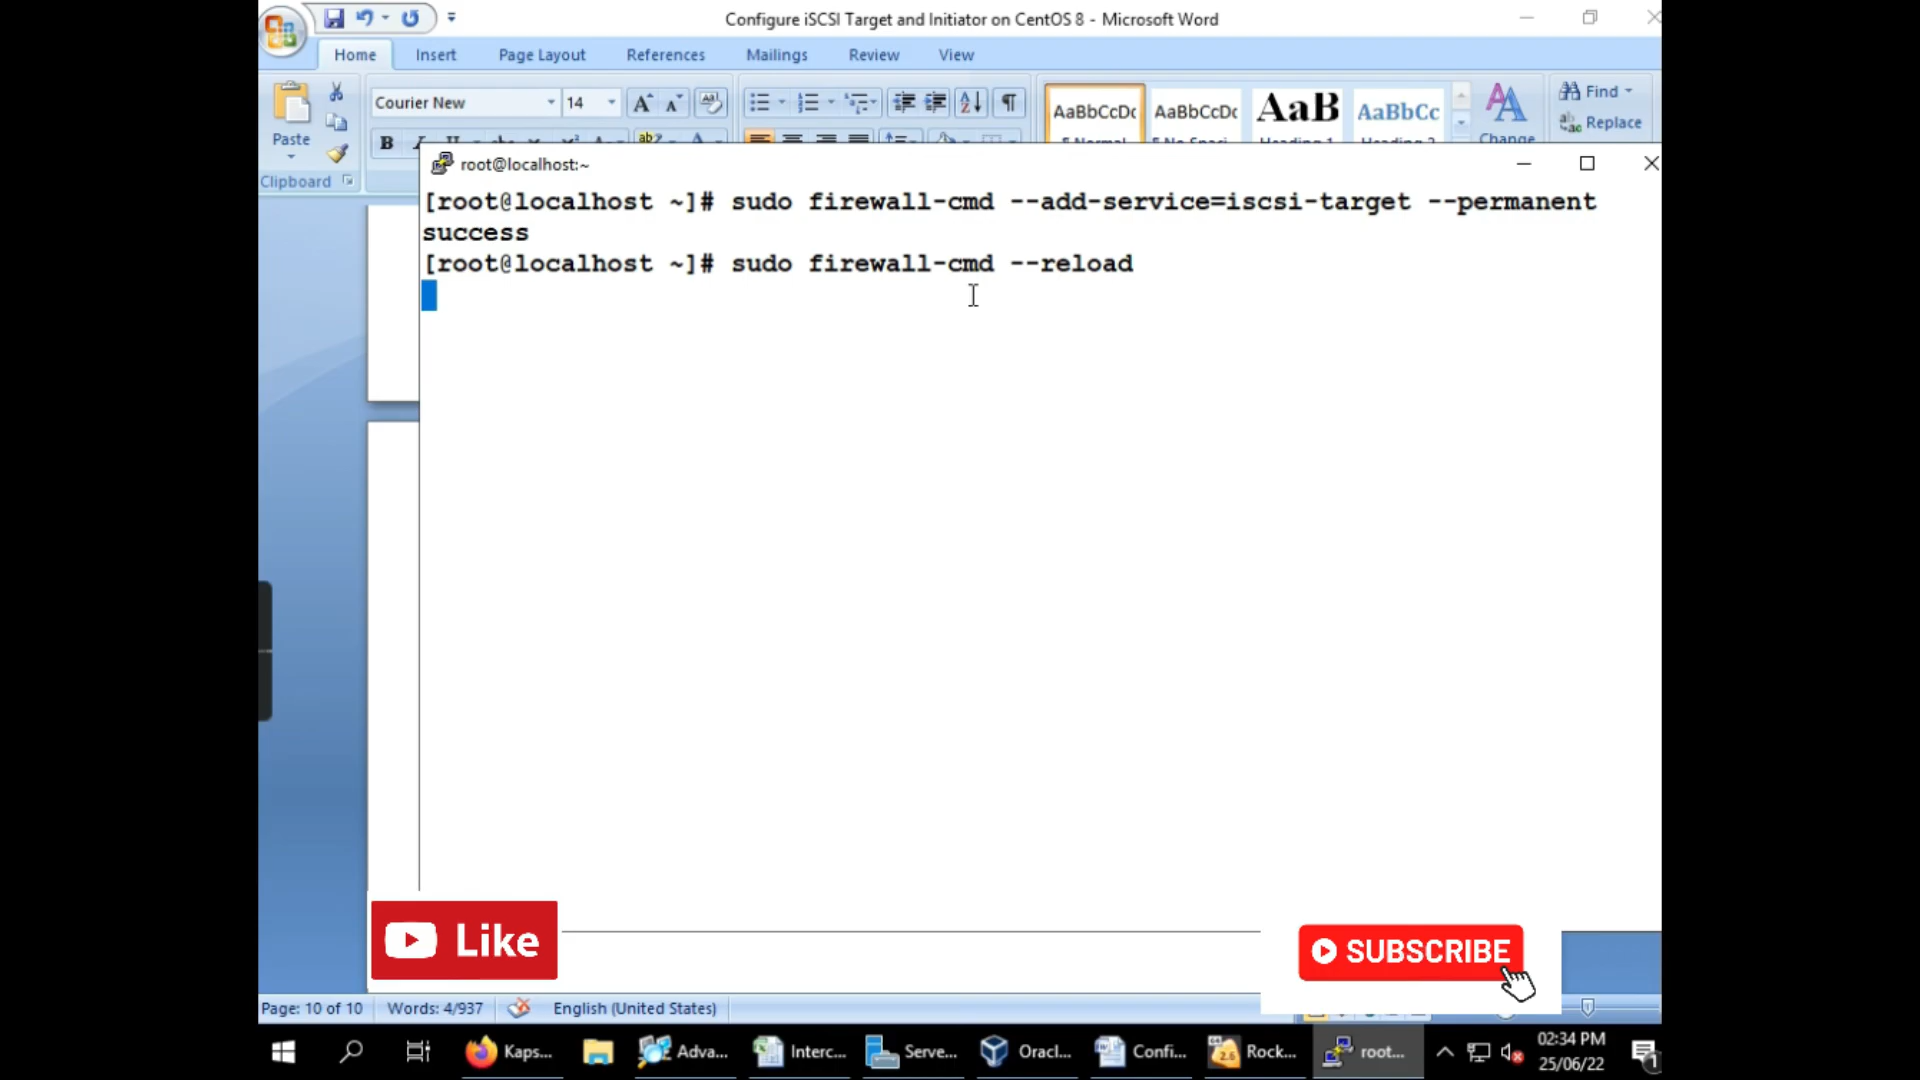 Configure iSCSI Target and Initiator on CentOS 8 - Microsoft Word
Home Insert Page Layout References Mailings Review View
Courier New 14
AaBbCcDc AaBbCcDc AaB AaBbCc
Find
Replace
Paste
Change
B
Clipboard
root@localhost:~
[root@localhost ~]# sudo firewall-cmd --add-service=iscsi-target --permanent
success
[root@localhost ~]# sudo firewall-cmd --reload
Like
SUBSCRIBE
Page: 10 of 10 Words: 4/937 English (United States)
Kaps... Adva... Interc... Serve... Oracl... Confi... Rock... root...
02:34 PM
25/06/22
1